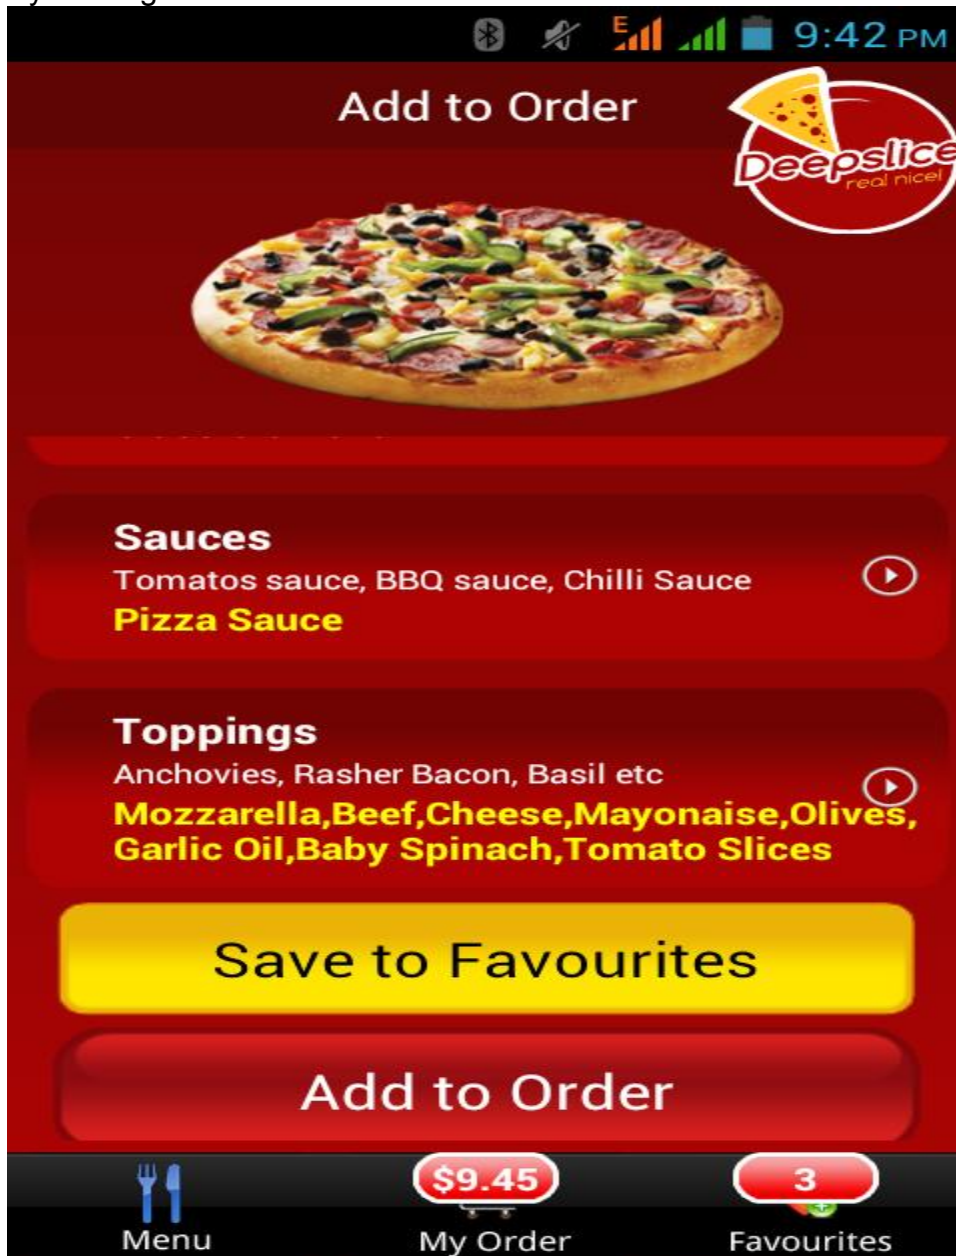 E
9:42 PM
Add to Order
Deepslice
real nice!
Sauces
Tomatos sauce, BBQ sauce, Chilli Sauce
Pizza Sauce
Toppings
Anchovies, Rasher Bacon, Basil etc
Mozzarella,Beef,Cheese,Mayonaise,Olives,
Garlic Oil,Baby Spinach,Tomato Slices
Save to Favourites
Add to Order
$9.45
3
Menu
My Order
Favourites